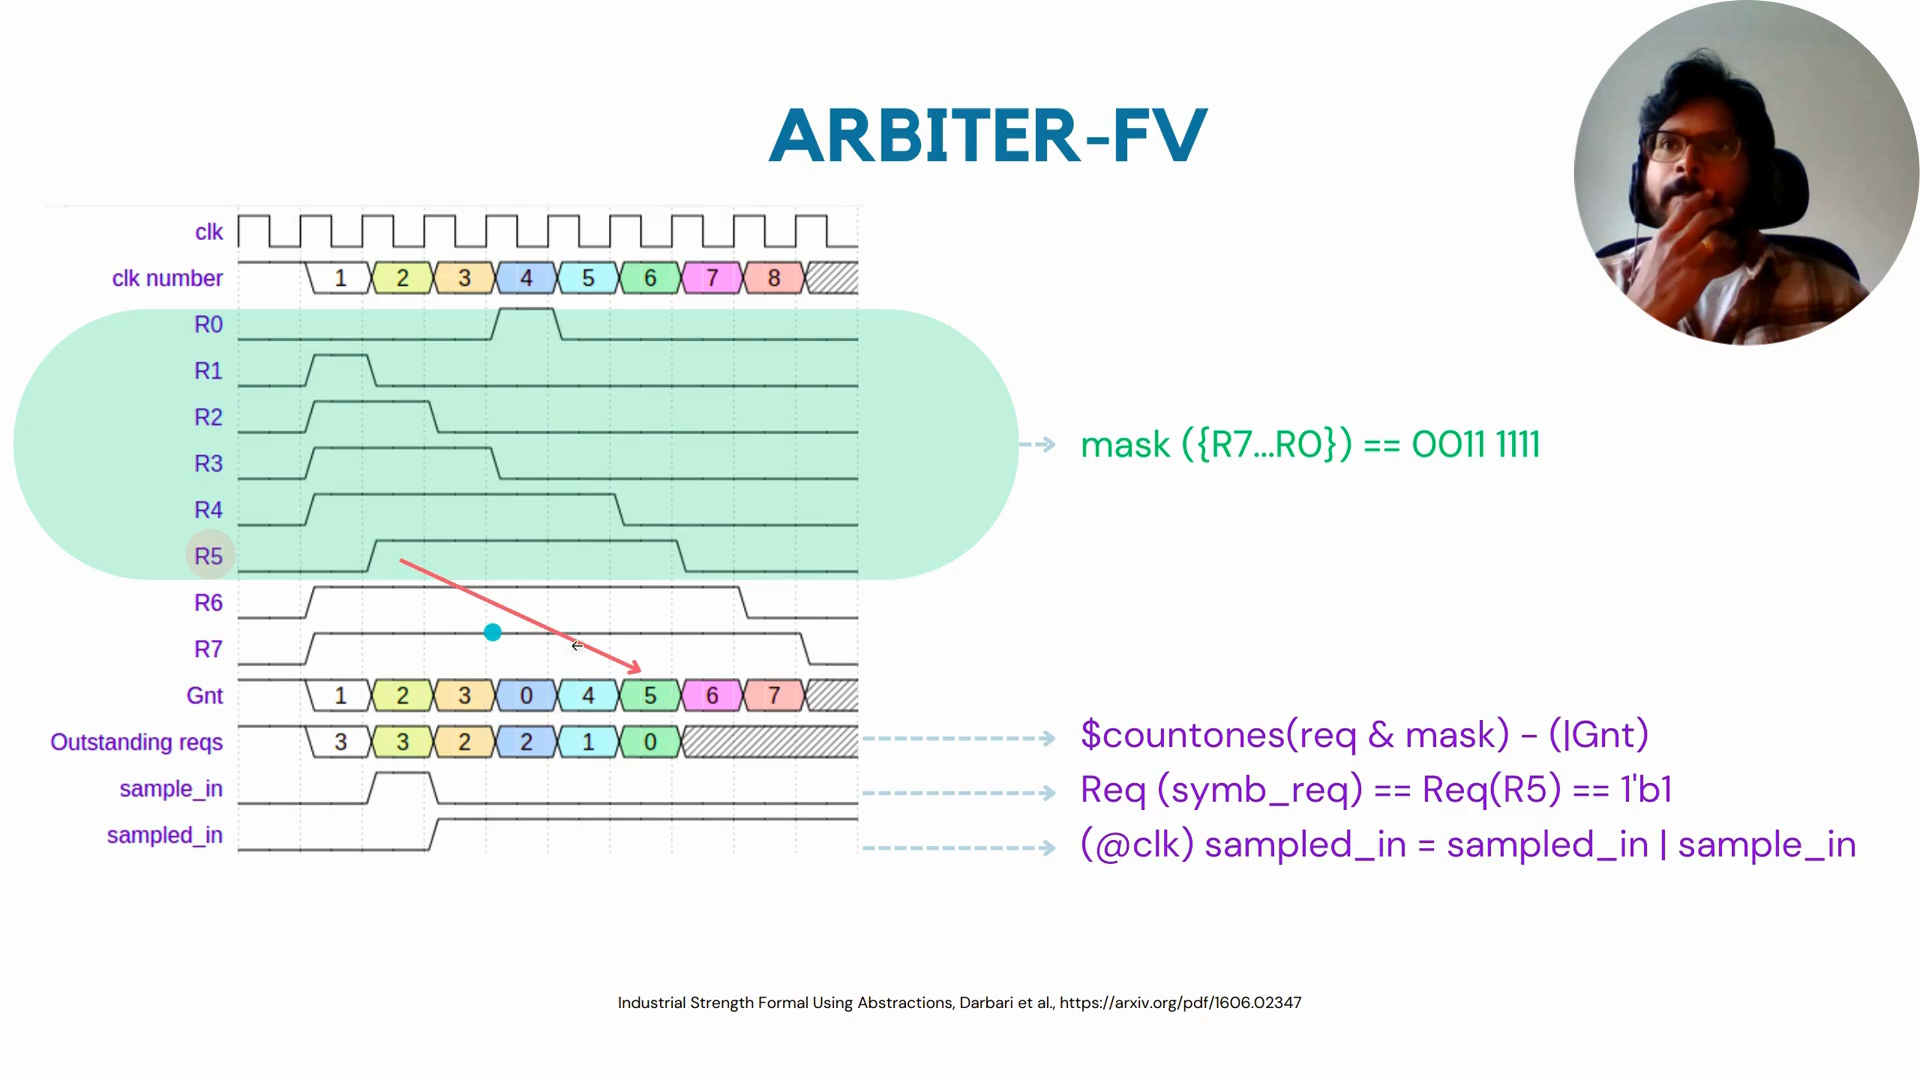 ARBITER-FV
clk
clk number 1 2 3 4 5 6 7 8
R0
R1
R2
R3
R4
R5
R6
R7
Gnt 1 2 3 0 4 5 6 7
Outstanding reqs 3 3 2 2 1 0
sample_in
sampled_in
mask ({R7...R0}) == 0011 1111
$countones(req & mask) - (|Gnt)
Req (symb_req) == Req(R5) == 1'b1
(@clk) sampled_in = sampled_in | sample_in
Industrial Strength Formal Using Abstractions, Darbari et al., https://arxiv.org/pdf/1606.02347